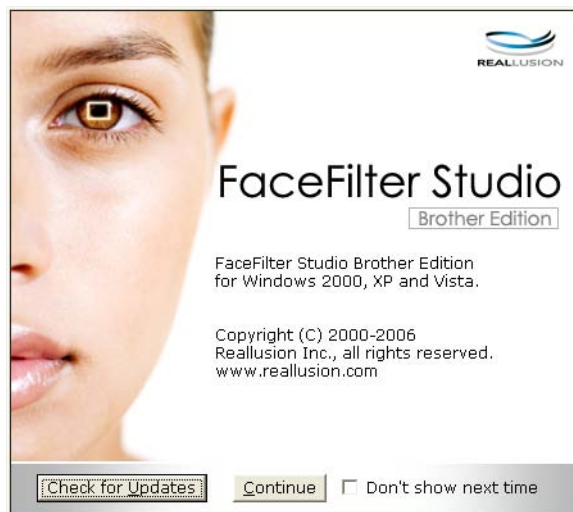 REALLUSION
FaceFilter Studio
Brother Edition
FaceFilter Studio Brother Edition
for Windows 2000, XP and Vista.
Copyright (C) 2000-2006
Reallusion Inc., all rights reserved.
www.reallusion.com
Check for Updates
Continue
Don't show next time